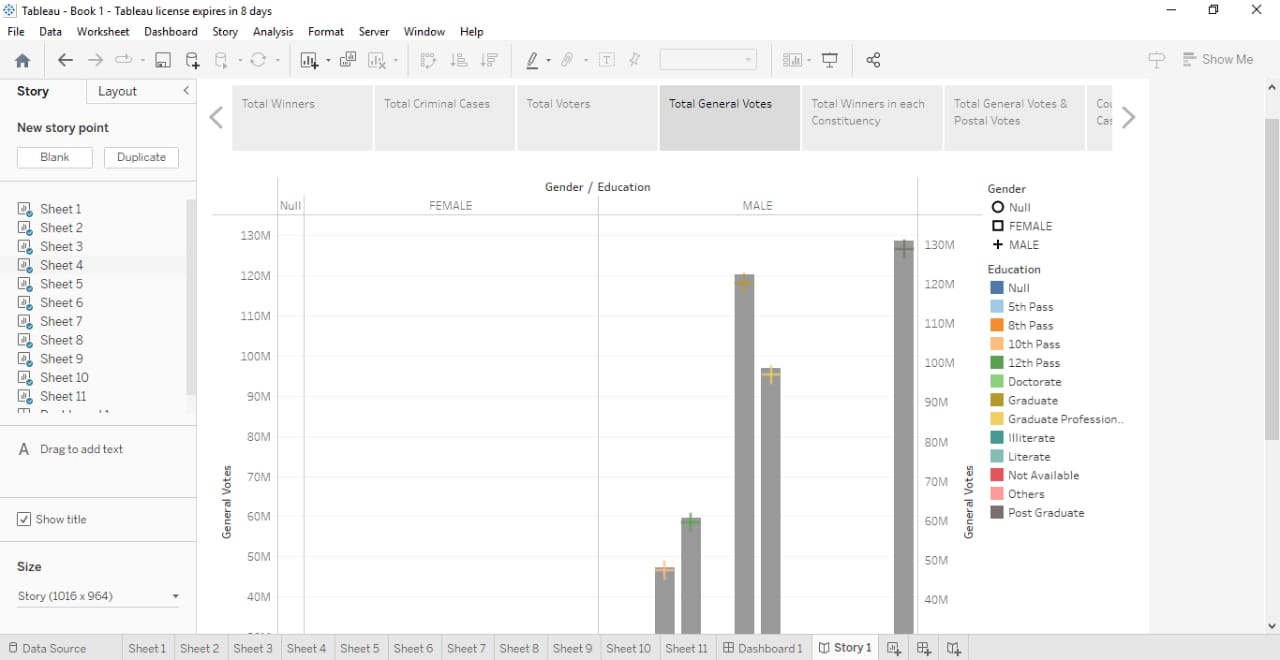 Tableau - Book 1 - Tableau license expires in 8 days
File Data Worksheet Dashboard Story Analysis Format Server Window Help
Show Me
Story Layout
New story point
Blank Duplicate
Sheet 1
Sheet 2
Sheet 3
Sheet 4
Sheet 5
Sheet 6
Sheet 7
Sheet 8
Sheet 9
Sheet 10
Sheet 11
A Drag to add text
Show title
Size
Story (1016 x 964)
Total Winners
Total Criminal Cases
Total Voters
Total General Votes
Total Winners in each
Constituency
Total General Votes &
Postal Votes
Gender / Education
Null FEMALE MALE
130M
120M
110M
100M
90M
80M
70M
60M
50M
40M
General Votes
130M
120M
110M
100M
90M
80M
70M
60M
50M
40M
General Votes
Gender
Null
FEMALE
MALE
Education
Null
5th Pass
8th Pass
10th Pass
12th Pass
Doctorate
Graduate
Graduate Profession..
Illiterate
Literate
Not Available
Others
Post Graduate
Data Source Sheet 1 Sheet 2 Sheet 3 Sheet 4 Sheet 5 Sheet 6 Sheet 7 Sheet 8 Sheet 9 Sheet 10 Sheet 11 Dashboard 1 Story 1